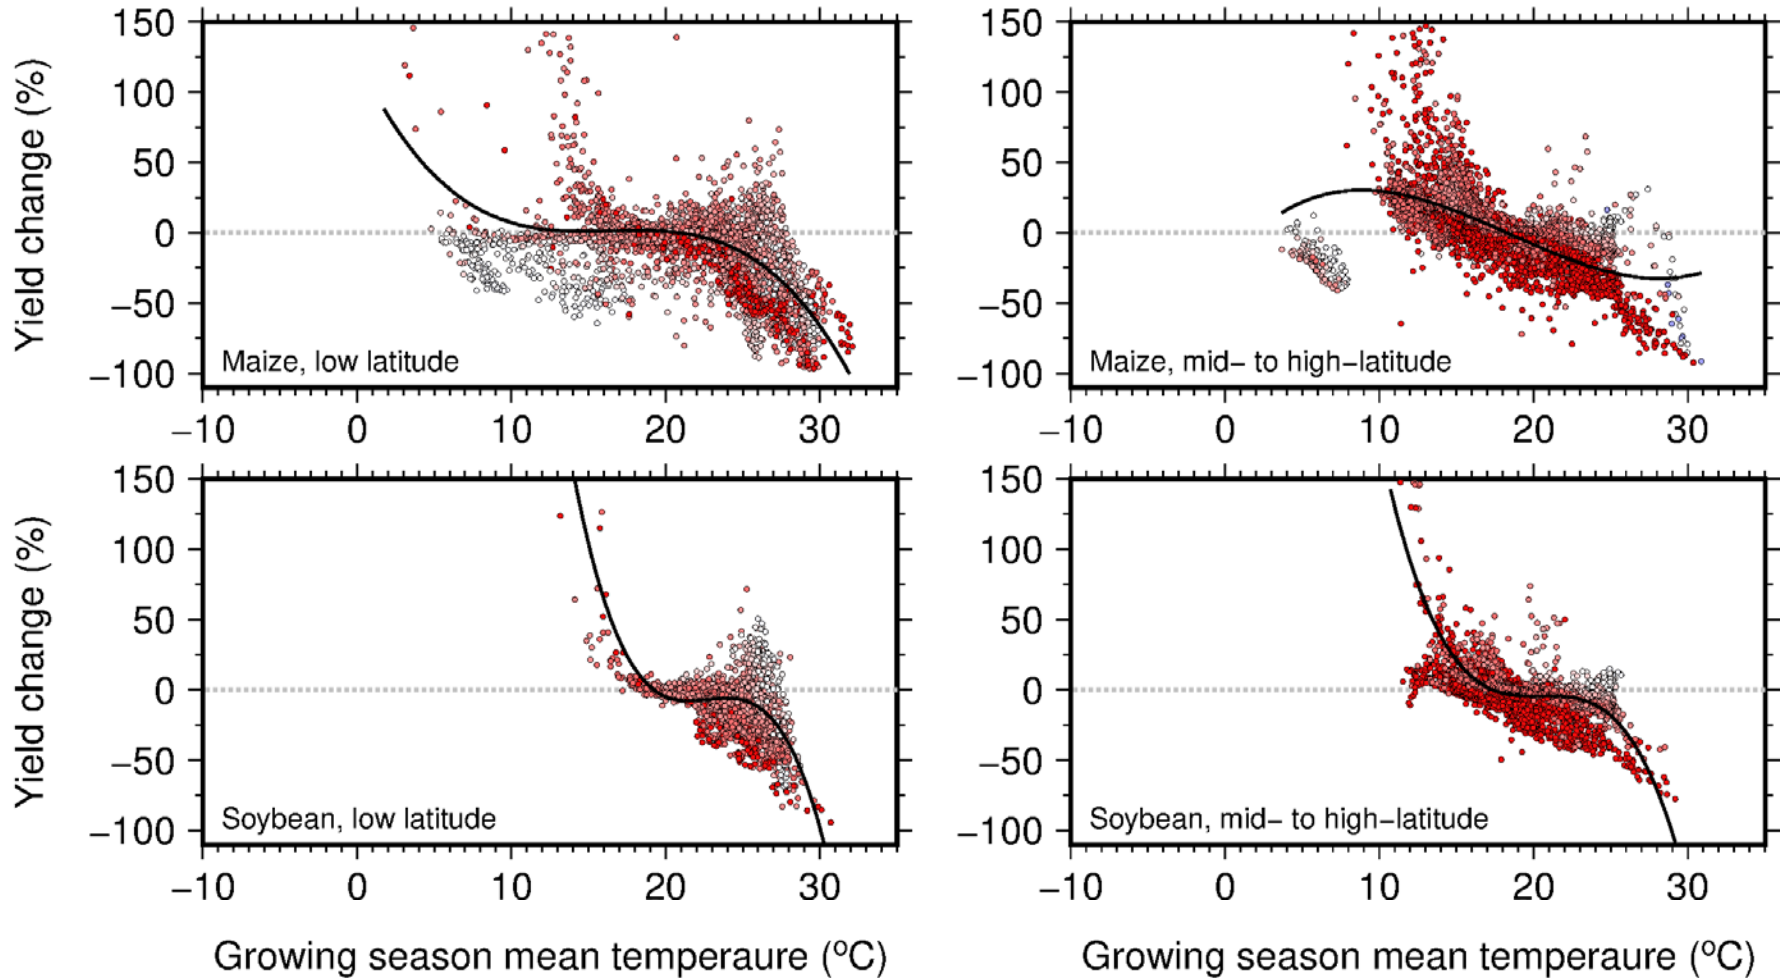 150 150
Yield change (%)
100 100
50 50
0 0
−50 −50
−100 −100
Maize, low latitude Maize, mid− to high−latitude
−10 0 10 20 30 −10 0 10 20 30
150 150
Yield change (%)
100 100
50 50
0 0
−50 −50
−100 −100
Soybean, low latitude Soybean, mid− to high−latitude
−10 0 10 20 30 −10 0 10 20 30
Growing season mean temperaure (ºC) Growing season mean temperaure (ºC)